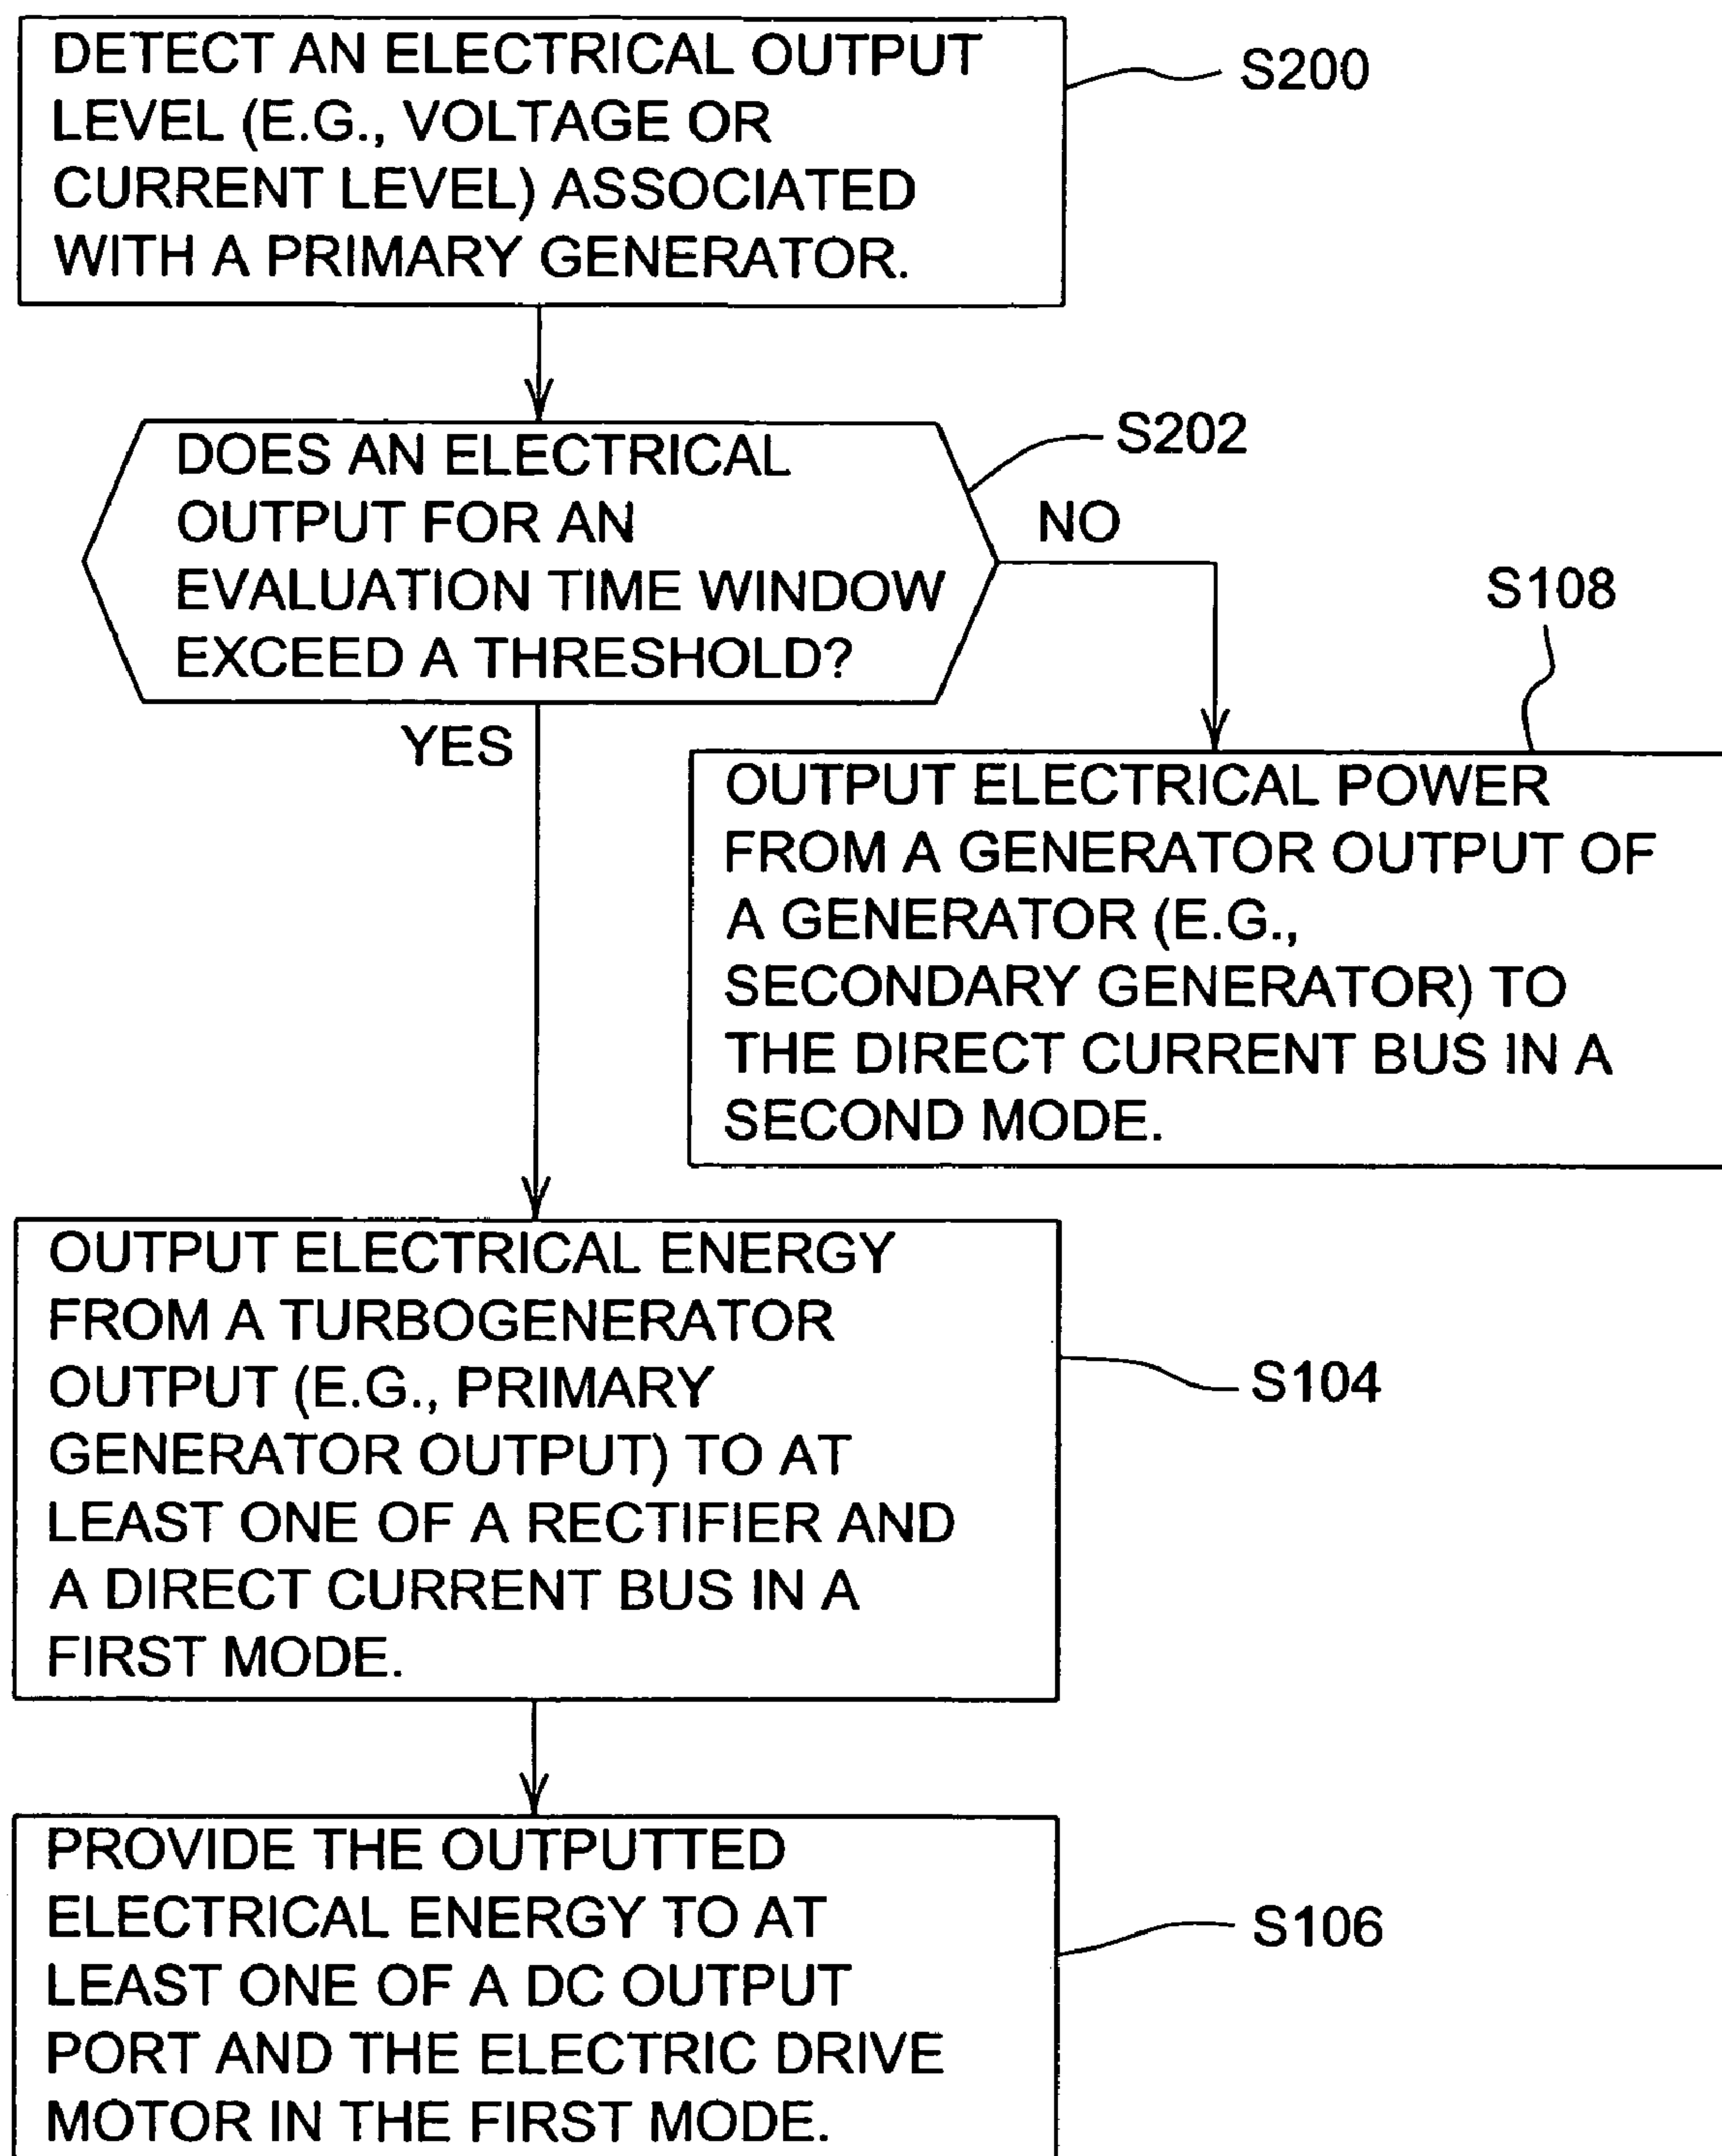 DETECT AN ELECTRICAL OUTPUT
LEVEL (E.G., VOLTAGE OR
CURRENT LEVEL) ASSOCIATED
WITH A PRIMARY GENERATOR.
S200
DOES AN ELECTRICAL
OUTPUT FOR AN
EVALUATION TIME WINDOW
EXCEED A THRESHOLD?
S202
NO
YES
S108
OUTPUT ELECTRICAL POWER
FROM A GENERATOR OUTPUT OF
A GENERATOR (E.G.,
SECONDARY GENERATOR) TO
THE DIRECT CURRENT BUS IN A
SECOND MODE.
OUTPUT ELECTRICAL ENERGY
FROM A TURBOGENERATOR
OUTPUT (E.G., PRIMARY
GENERATOR OUTPUT) TO AT
LEAST ONE OF A RECTIFIER AND
A DIRECT CURRENT BUS IN A
FIRST MODE.
S104
PROVIDE THE OUTPUTTED
ELECTRICAL ENERGY TO AT
LEAST ONE OF A DC OUTPUT
PORT AND THE ELECTRIC DRIVE
MOTOR IN THE FIRST MODE.
S106